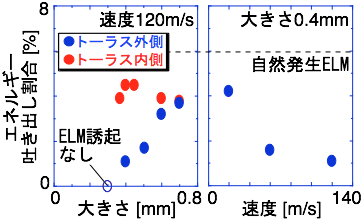 8
速度120m/s
大きさ0.4mm
トーラス外側
トーラス内側
自然発生ELM
エネルギー
吐き出し割合 [%]
ELM誘起
なし
0
0
0.8
0
140
大きさ [mm]
速度 [m/s]